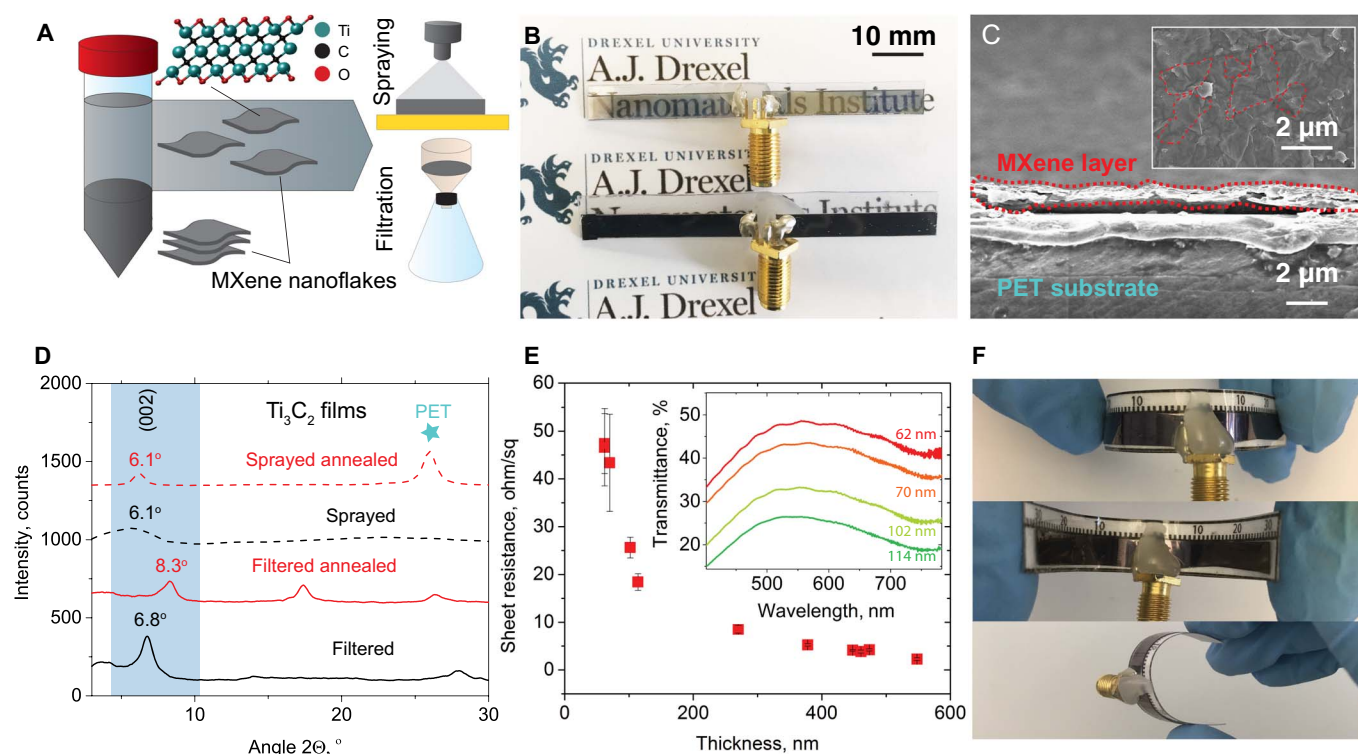 A
Ti
C
O
Spraying
Filtration
MXene nanoflakes
B
10 mm
DREXEL UNIVERSITY
A.J. Drexel
Nanomaterials Institute
DREXEL UNIVERSITY
A.J. Drexel
Nanomaterials Institute
DREXEL UNIVERSITY
A.J. Drexel
C
2 μm
MXene layer
2 μm
PET substrate
D
2000
1500
1000
500
0
Intensity, counts
(002)
Ti3C2 films
PET
6.1°
Sprayed annealed
6.1°
Sprayed
8.3°
Filtered annealed
6.8°
Filtered
10
20
30
Angle 2Θ, °
E
60
50
40
30
20
10
0
Sheet resistance, ohm/sq
0
200
400
600
Thickness, nm
50
40
30
20
Transmittance, %
62 nm
70 nm
102 nm
114 nm
500
600
700
Wavelength, nm
F
10
10
30
20
10
10
20
30